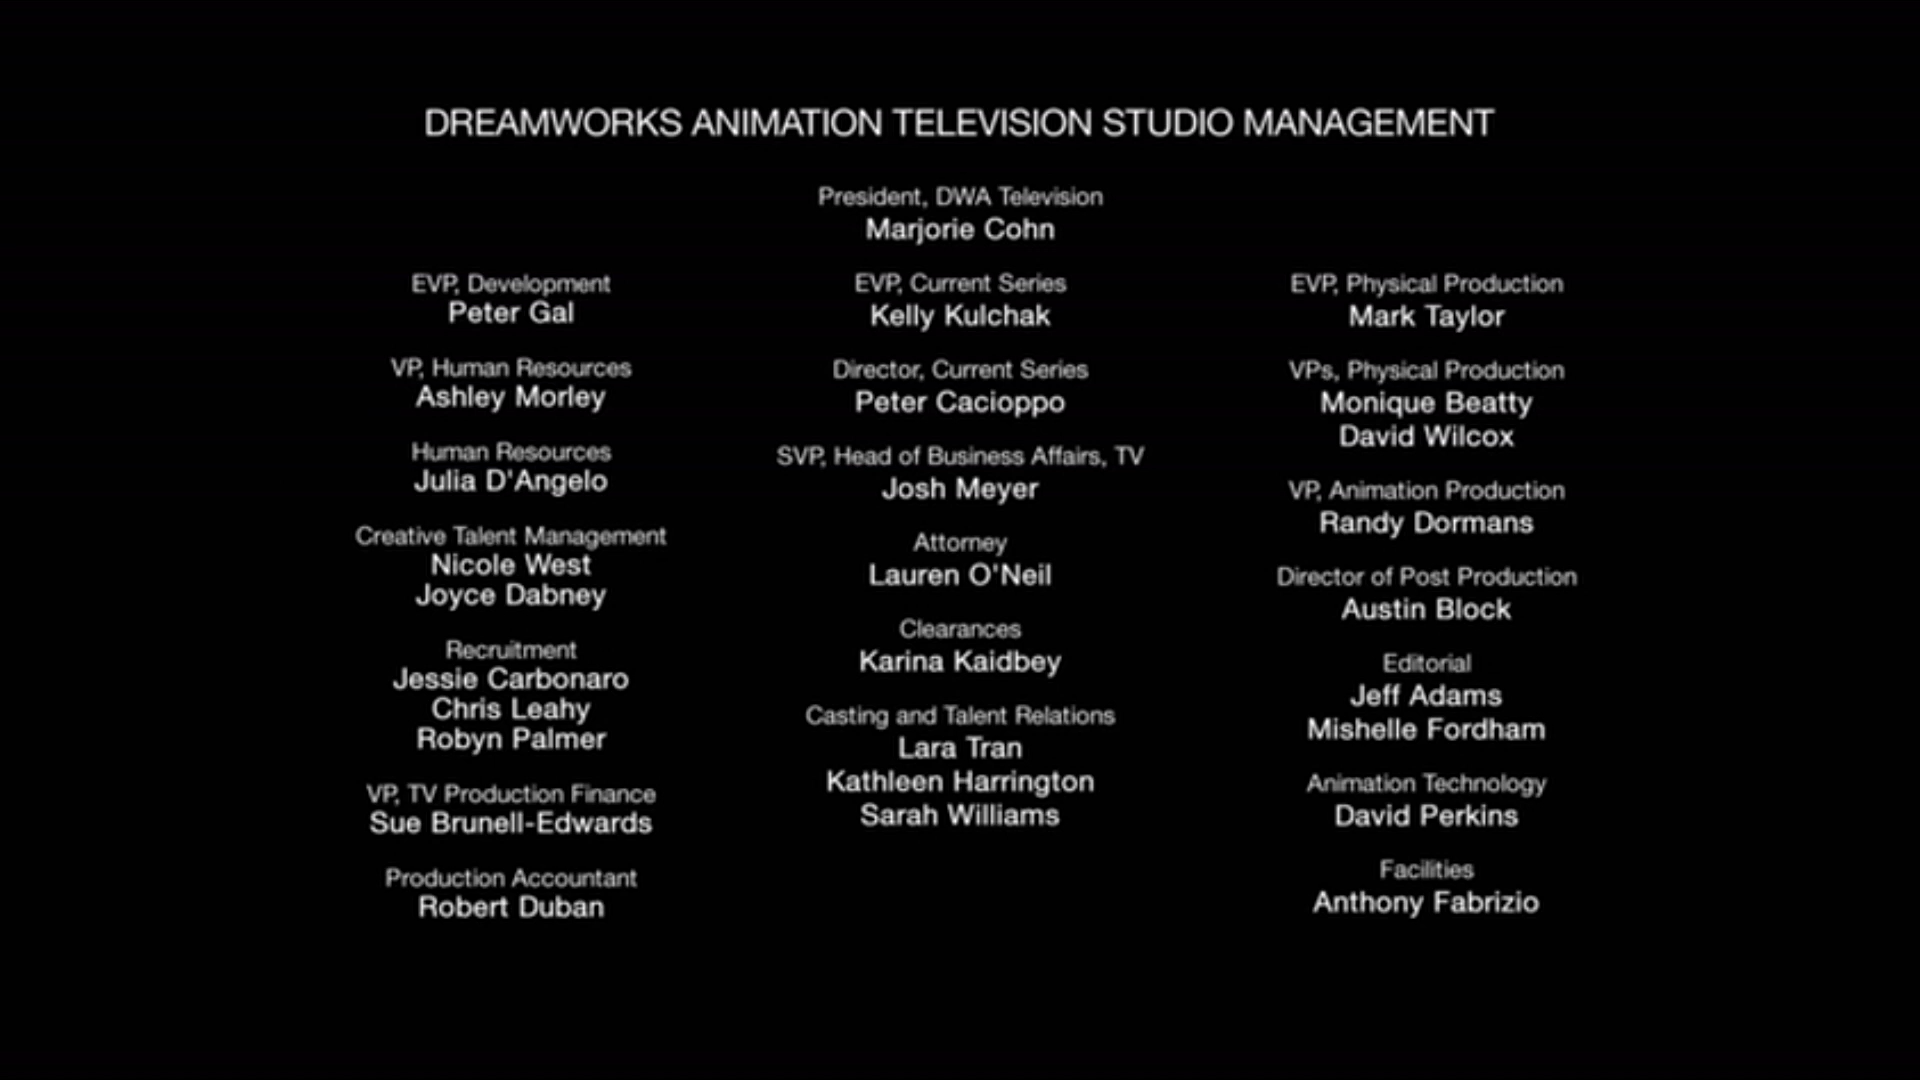 DREAMWORKS ANIMATION TELEVISION STUDIO MANAGEMENT
President, DWA Television
Marjorie Cohn
EVP, Development
Peter Gal
VP, Human Resources
Ashley Morley
Human Resources
Julia D'Angelo
Creative Talent Management
Nicole West
Joyce Dabney
Recruitment
Jessie Carbonaro
Chris Leahy
Robyn Palmer
VP, TV Production Finance
Sue Brunell-Edwards
Production Accountant
Robert Duban
EVP, Current Series
Kelly Kulchak
Director, Current Series
Peter Cacioppo
SVP, Head of Business Affairs, TV
Josh Meyer
Attorney
Lauren O'Neil
Clearances
Karina Kaidbey
Casting and Talent Relations
Lara Tran
Kathleen Harrington
Sarah Williams
EVP, Physical Production
Mark Taylor
VPs, Physical Production
Monique Beatty
David Wilcox
VP, Animation Production
Randy Dormans
Director of Post Production
Austin Block
Editorial
Jeff Adams
Mishelle Fordham
Animation Technology
David Perkins
Facilities
Anthony Fabrizio